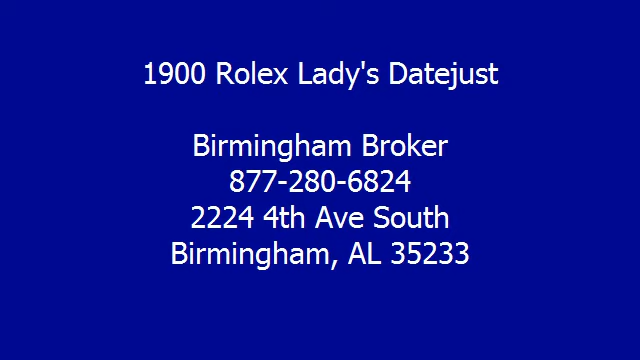 1900 Rolex Lady's Datejust
Birmingham Broker
877-280-6824
2224 4th Ave South
Birmingham, AL 35233